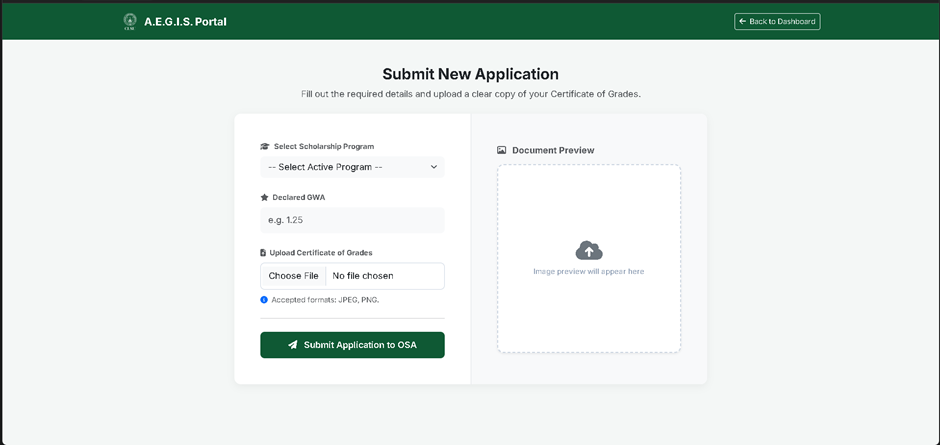 A.E.G.I.S. Portal
Back to Dashboard
Submit New Application
Fill out the required details and upload a clear copy of your Certificate of Grades.
Select Scholarship Program
-- Select Active Program --
Declared GWA
e.g. 1.25
Upload Certificate of Grades
Choose File No file chosen
Accepted formats: JPEG, PNG.
Submit Application to OSA
Document Preview
Image preview will appear here